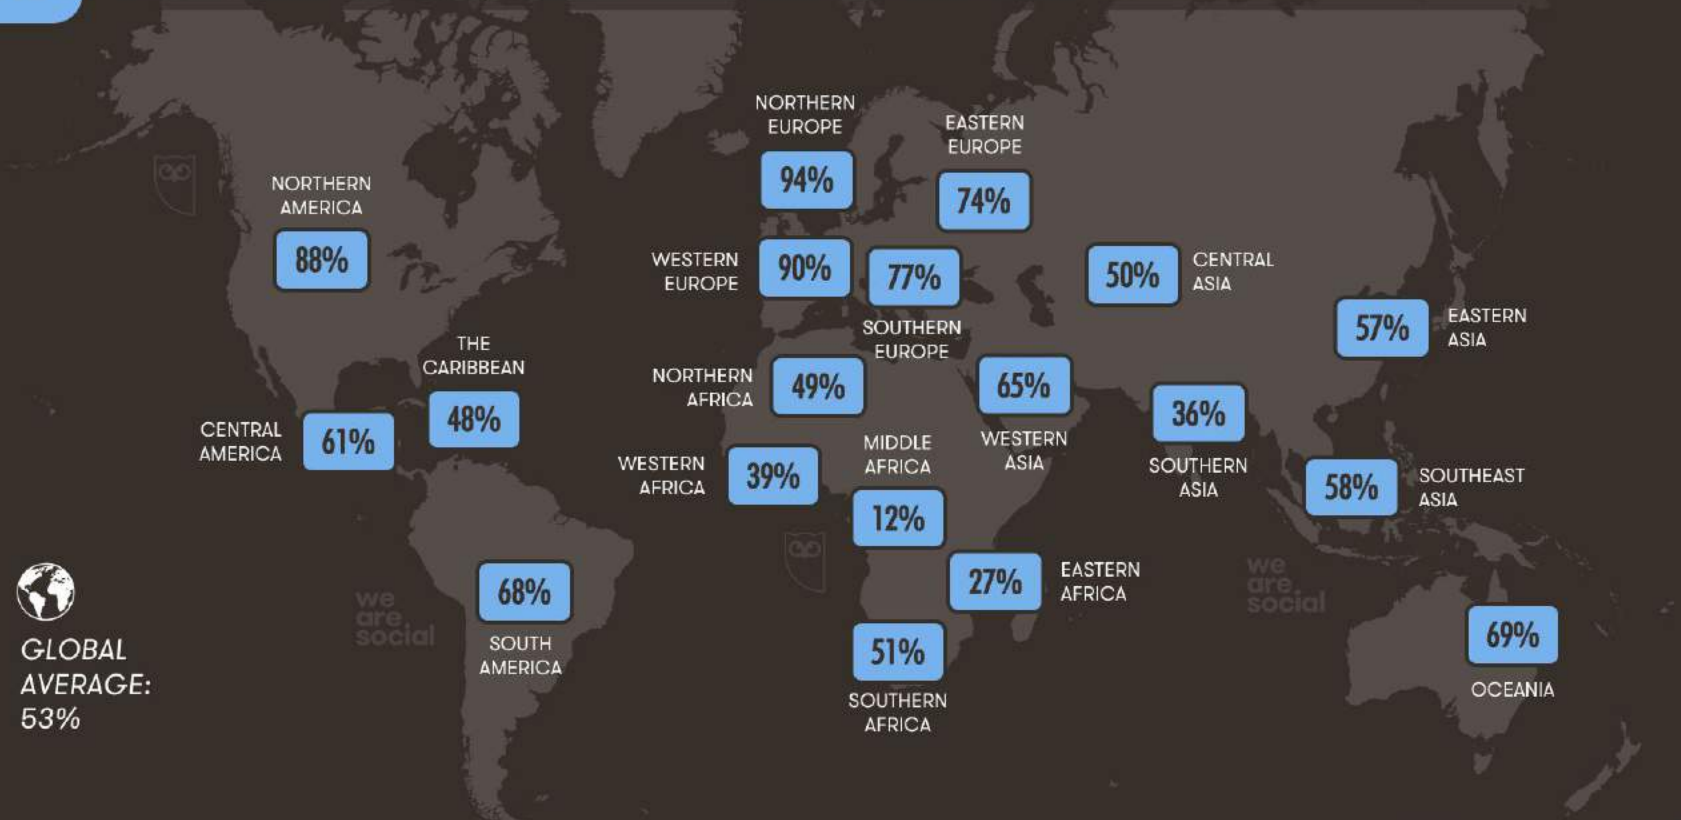 NORTHERN
EUROPE
94%
EASTERN
EUROPE
74%
NORTHERN
AMERICA
88%
WESTERN
EUROPE
90%
77%
SOUTHERN
EUROPE
50%
CENTRAL
ASIA
57%
EASTERN
ASIA
THE
CARIBBEAN
48%
CENTRAL
AMERICA
61%
NORTHERN
AFRICA
49%
65%
WESTERN
ASIA
36%
SOUTHERN
ASIA
WESTERN
AFRICA
39%
MIDDLE
AFRICA
12%
58%
SOUTHEAST
ASIA
27%
EASTERN
AFRICA
68%
SOUTH
AMERICA
51%
SOUTHERN
AFRICA
69%
OCEANIA
we
are
social
we
are
social
GLOBAL
AVERAGE:
53%